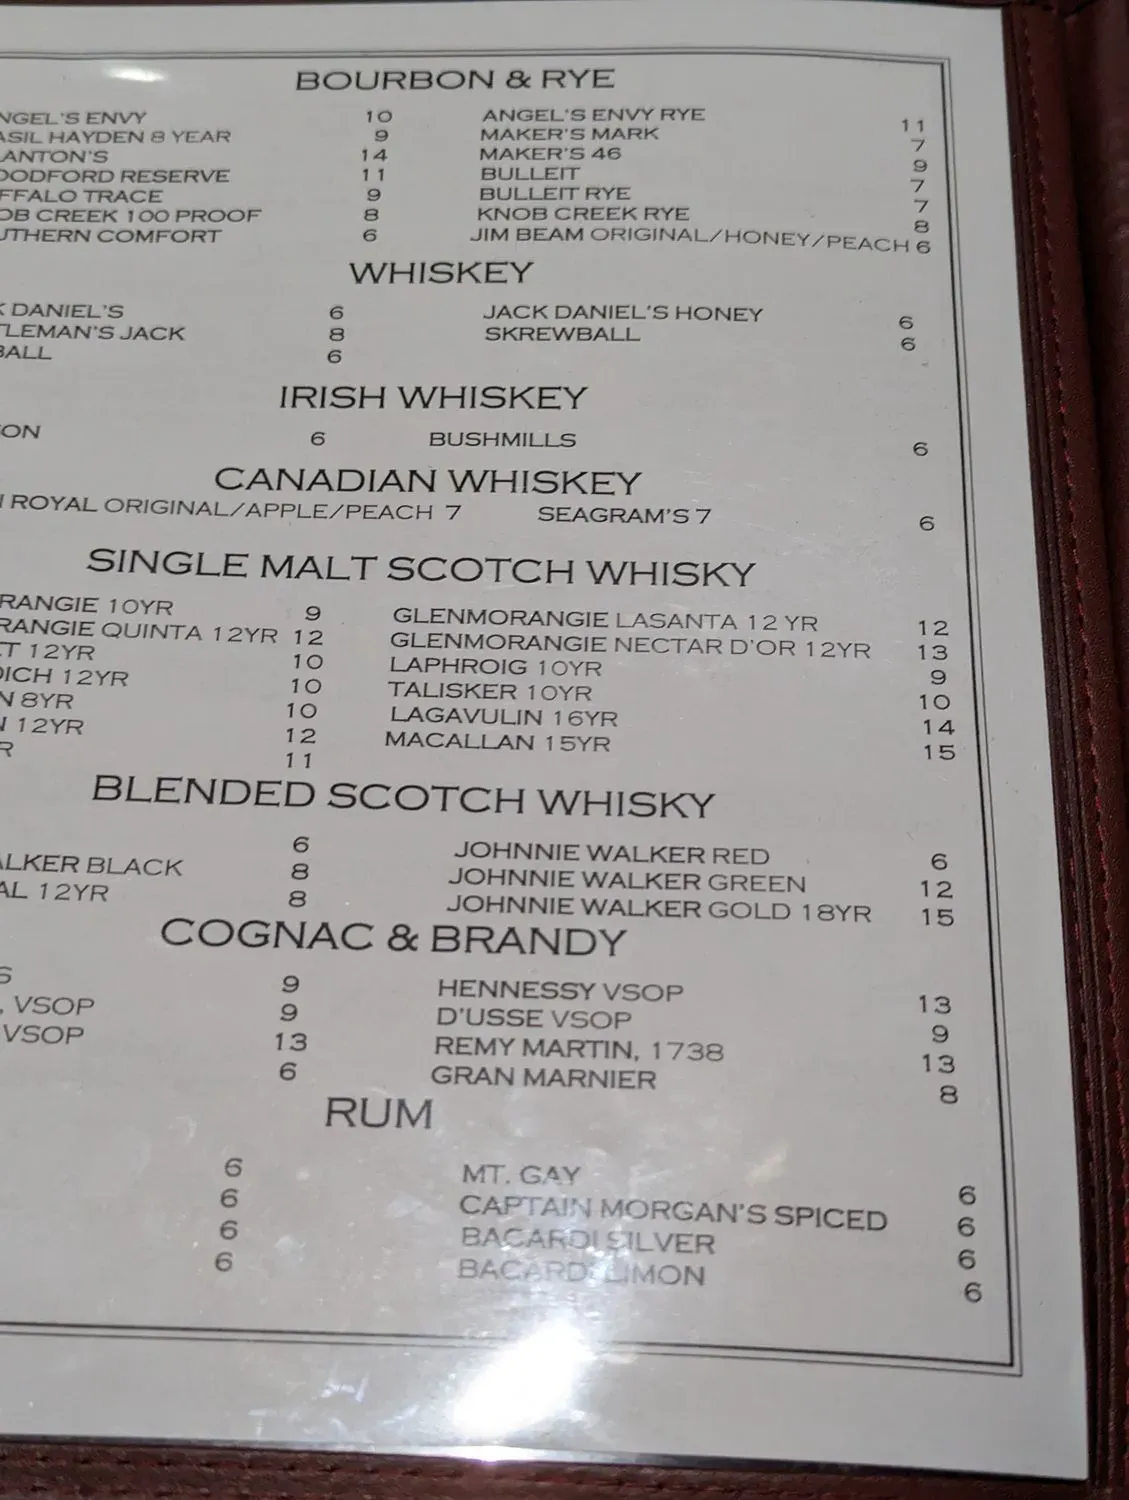 BOURBON & RYE
NGEL'S ENVY 10 ANGEL'S ENVY RYE 11
ASIL HAYDEN 8 YEAR 9 MAKER'S MARK 7
ANTON'S 14 MAKER'S 46 9
OODFORD RESERVE 11 BULLEIT 7
FFALO TRACE 9 BULLEIT RYE 7
OB CREEK 100 PROOF 8 KNOB CREEK RYE 8
UTHERN COMFORT 6 JIM BEAM ORIGINAL/HONEY/PEACH 6
WHISKEY
K DANIEL'S 6 JACK DANIEL'S HONEY 6
TLEMAN'S JACK 8 SKREWBALL 6
BALL 6
IRISH WHISKEY
ON 6 BUSHMILLS 6
CANADIAN WHISKEY
ROYAL ORIGINAL/APPLE/PEACH 7 SEAGRAM'S 7 6
SINGLE MALT SCOTCH WHISKY
RANGIE 10YR 9 GLENMORANGIE LASANTA 12 YR 12
RANGIE QUINTA 12YR 12 GLENMORANGIE NECTAR D'OR 12YR 13
T 12YR 10 LAPHROIG 10YR 9
DICH 12YR 10 TALISKER 10YR 10
N 8YR 10 LAGAVULIN 16YR 14
N 12YR 12 MACALLAN 15YR 15
R 11
BLENDED SCOTCH WHISKY
6 JOHNNIE WALKER RED 6
ALKER BLACK 8 JOHNNIE WALKER GREEN 12
AL 12YR 8 JOHNNIE WALKER GOLD 18YR 15
COGNAC & BRANDY
S 9 HENNESSY VSOP 13
, VSOP 9 D'USSE VSOP 9
VSOP 13 REMY MARTIN, 1738 13
6 GRAN MARNIER 8
RUM
6 MT. GAY 6
6 CAPTAIN MORGAN'S SPICED 6
6 BACARDI SILVER 6
6 BACARDI LIMON 6